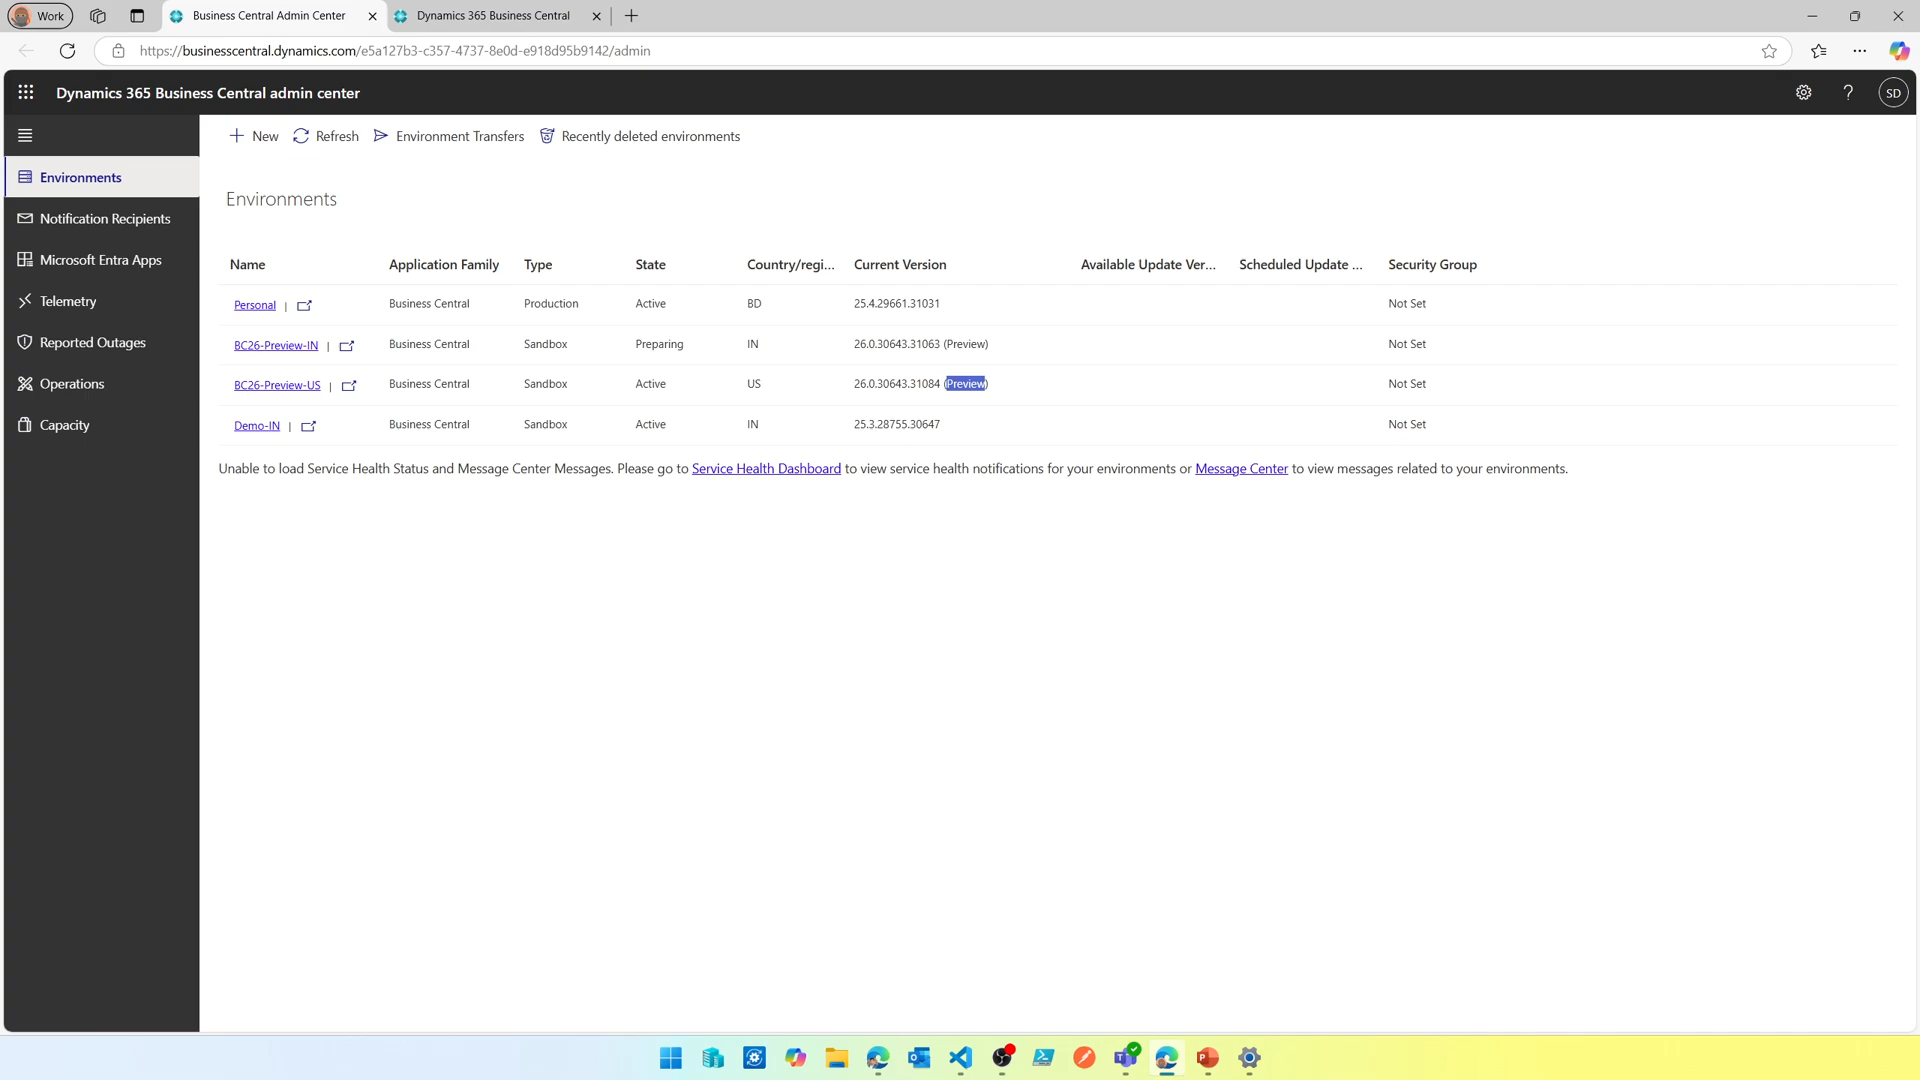 Work
Business Central Admin Center
Dynamics 365 Business Central
https://businesscentral.dynamics.com/e5a127b3-c357-4737-8e0d-e918d95b9142/admin
Dynamics 365 Business Central admin center
? SD
New Refresh Environment Transfers Recently deleted environments
Environments
Notification Recipients
Microsoft Entra Apps
Telemetry
Reported Outages
Operations
Capacity
Environments
Name Application Family Type State Country/regi... Current Version Available Update Ver... Scheduled Update ... Security Group
Personal | Business Central Production Active BD 25.4.29661.31031 Not Set
BC26-Preview-IN | Business Central Sandbox Preparing IN 26.0.30643.31063 (Preview) Not Set
BC26-Preview-US | Business Central Sandbox Active US 26.0.30643.31084 (Preview) Not Set
Demo-IN | Business Central Sandbox Active IN 25.3.28755.30647 Not Set
Unable to load Service Health Status and Message Center Messages. Please go to Service Health Dashboard to view service health notifications for your environments or Message Center to view messages related to your environments.